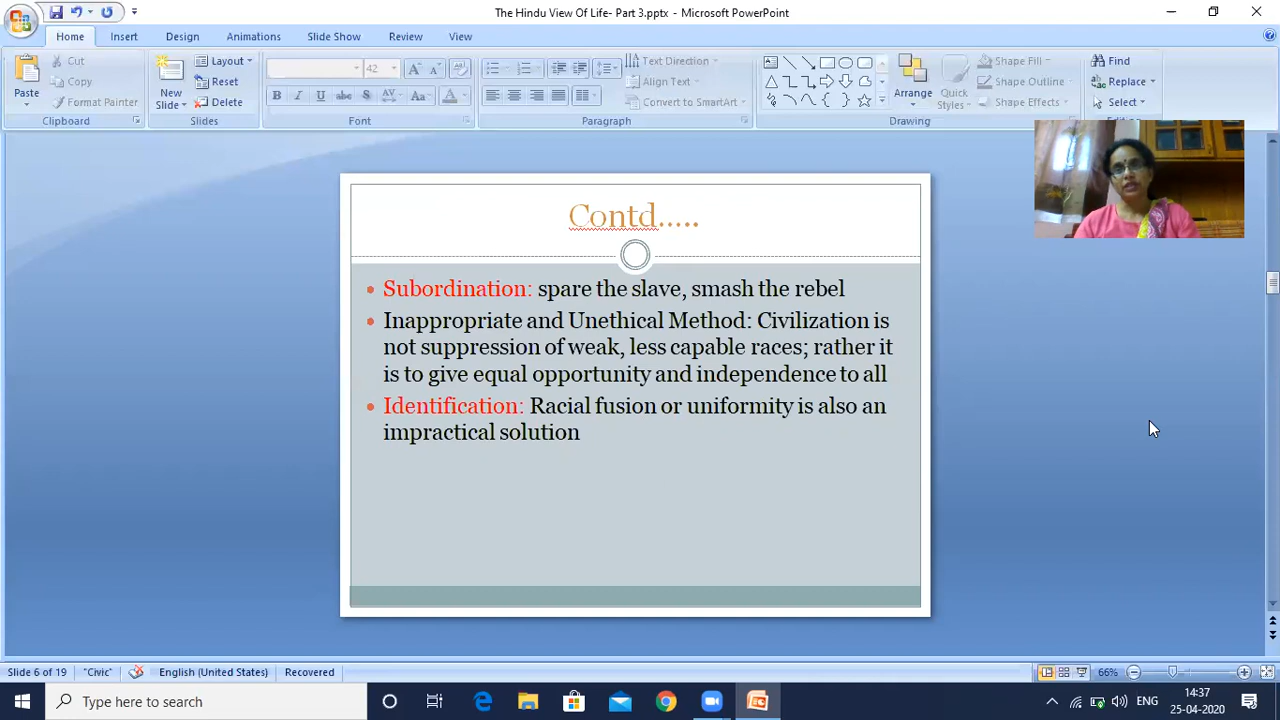 The Hindu View Of Life- Part 3.pptx - Microsoft PowerPoint
Home Insert Design Animations Slide Show Review View
Paste
Cut
Copy
Format Painter
Clipboard
New
Slide
Layout
Reset
Delete
Slides
42
B I U abc S AV Aa A
Font
Text Direction
Align Text
Convert to SmartArt
Paragraph
Arrange
Quick
Styles
Shape Fill
Shape Outline
Shape Effects
Drawing
Find
Replace
Select
Contd.....
Subordination: spare the slave, smash the rebel
Inappropriate and Unethical Method: Civilization is
not suppression of weak, less capable races; rather it
is to give equal opportunity and independence to all
Identification: Racial fusion or uniformity is also an
impractical solution
Slide 6 of 19 "Civic" English (United States) Recovered 66%
Type here to search
ENG
14:37
25-04-2020